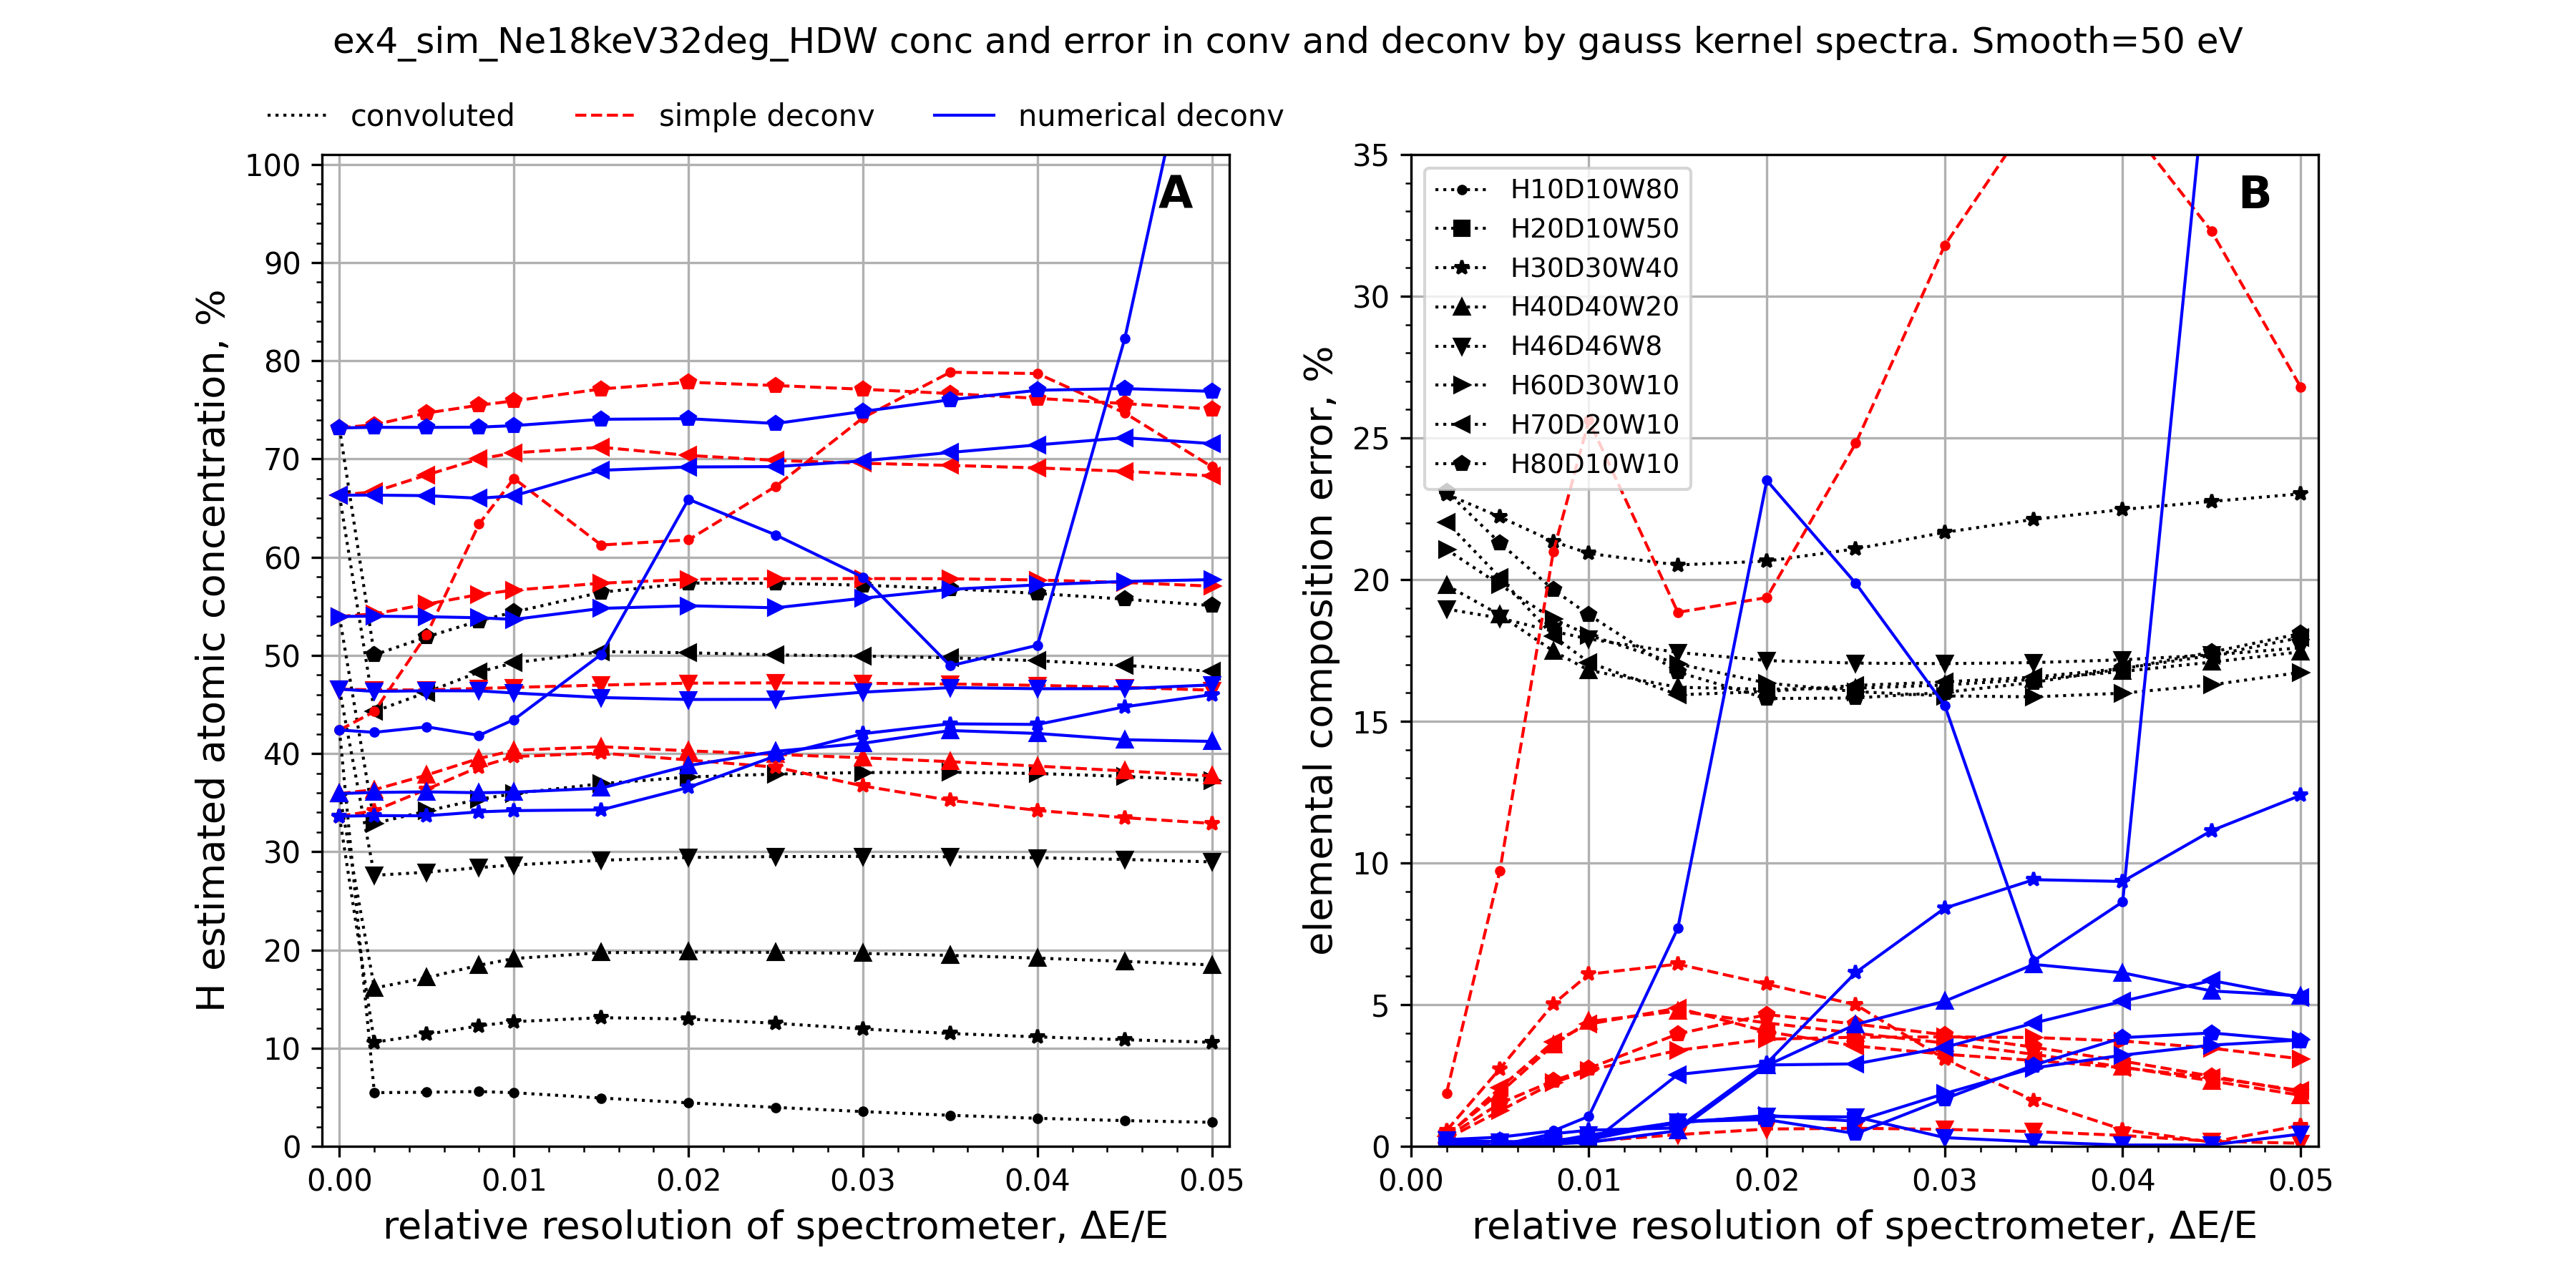 ex4_sim_Ne18keV32deg_HDW conc and error in conv and deconv by gauss kernel spectra. Smooth=50 eV
convoluted simple deconv numerical deconv
H estimated atomic concentration, %
100
90
80
70
60
50
40
30
20
10
0
A
0.00 0.01 0.02 0.03 0.04 0.05
relative resolution of spectrometer, ΔE/E
elemental composition error, %
35
30
25
20
15
10
5
0
B
H10D10W80
H20D10W50
H30D30W40
H40D40W20
H46D46W8
H60D30W10
H70D20W10
H80D10W10
0.00 0.01 0.02 0.03 0.04 0.05
relative resolution of spectrometer, ΔE/E